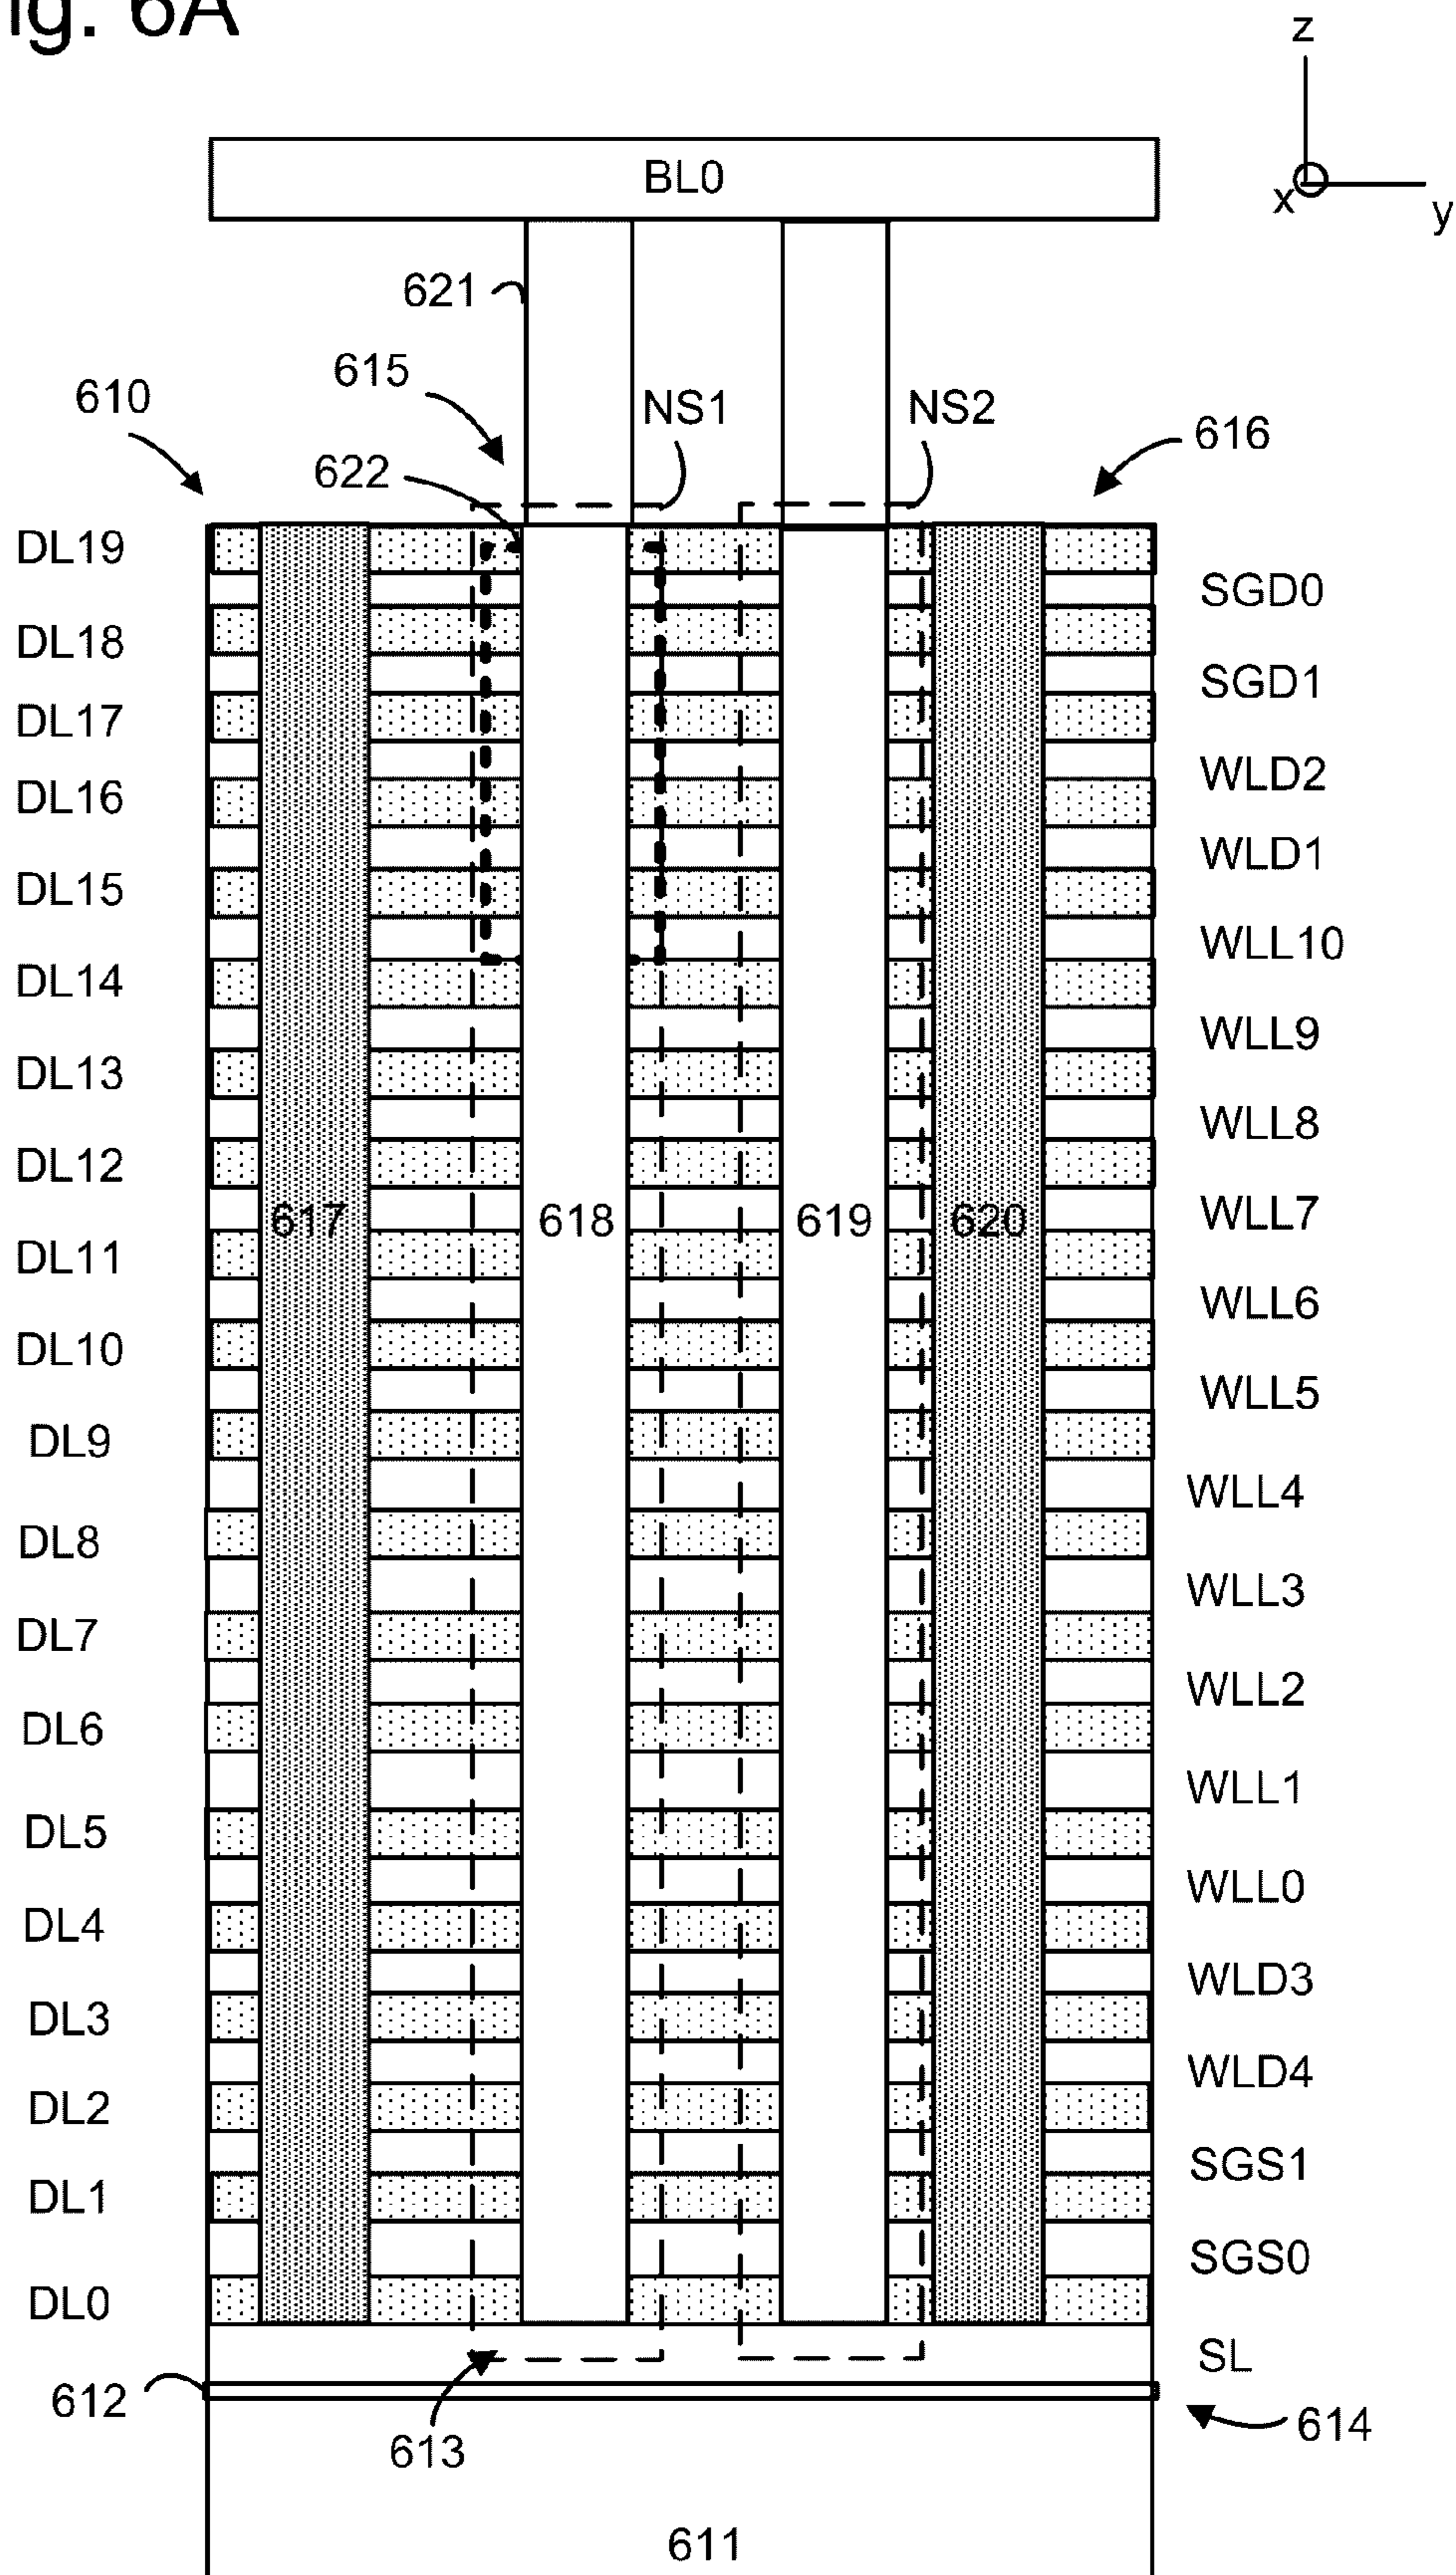 ig. 6A
z
BL0
x
y
621
615
NS1
NS2
610
616
622
DL19
SGD0
DL18
SGD1
DL17
WLD2
DL16
WLD1
DL15
WLL10
DL14
WLL9
DL13
WLL8
DL12
WLL7
617
618
619
620
DL11
WLL6
DL10
WLL5
DL9
WLL4
DL8
WLL3
DL7
WLL2
DL6
WLL1
DL5
WLL0
DL4
WLD3
DL3
WLD4
DL2
SGS1
DL1
SGS0
DL0
SL
612
614
613
611